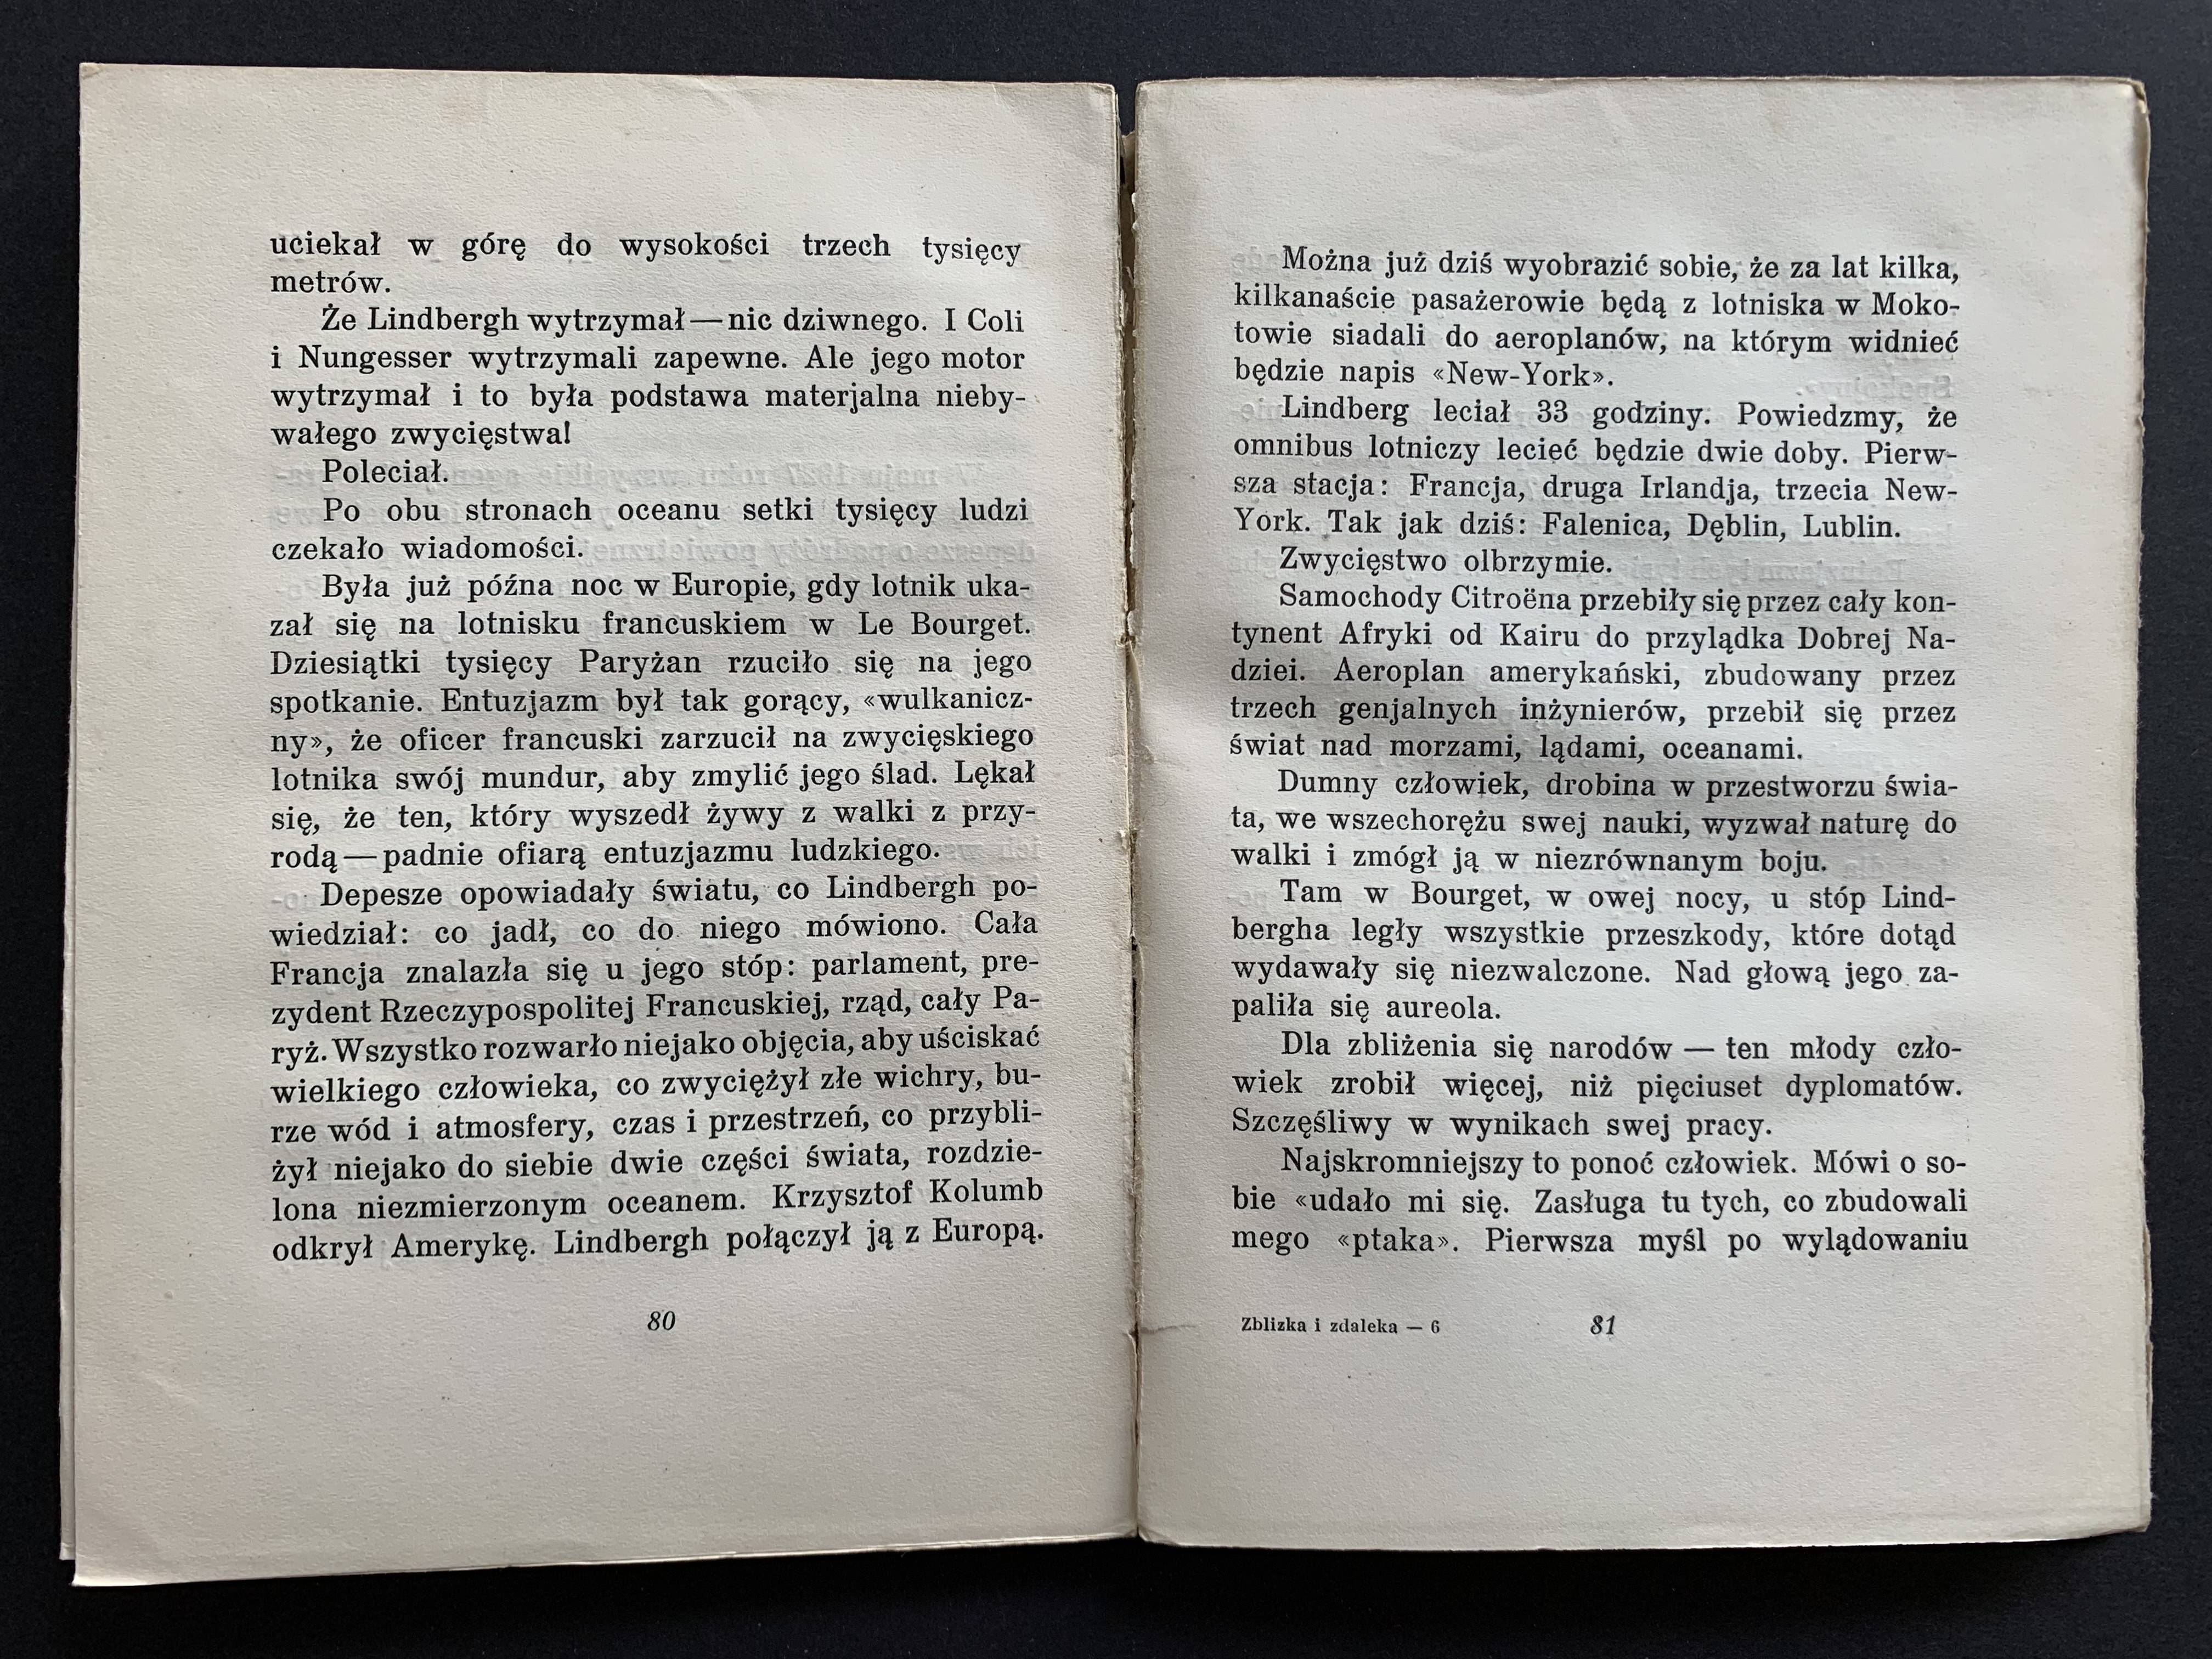 uciekał w górę do wysokości trzech tysięcy
metrów.
Że Lindbergh wytrzymał — nic dziwnego. I Coli
i Nungesser wytrzymali zapewne. Ale jego motor
wytrzymał i to była podstawa materjalna nieby-
wałego zwycięstwa!
Poleciał.
Po obu stronach oceanu setki tysięcy ludzi
czekało wiadomości.
Była już późna noc w Europie, gdy lotnik uka-
zał się na lotnisku francuskiem w Le Bourget.
Dziesiątki tysięcy Paryżan rzuciło się na jego
spotkanie. Entuzjazm był tak gorący, «wulkanicz-
ny», że oficer francuski zarzucił na zwycięskiego
lotnika swój mundur, aby zmylić jego ślad. Lękał
się, że ten, który wyszedł żywy z walki z przy-
rodą — padnie ofiarą entuzjazmu ludzkiego.
Depesze opowiadały światu, co Lindbergh po-
wiedział: co jadł, co do niego mówiono. Cała
Francja znalazła się u jego stóp: parlament, pre-
zydent Rzeczypospolitej Francuskiej, rząd, cały Pa-
ryż. Wszystko rozwarło niejako objęcia, aby uściskać
wielkiego człowieka, co zwyciężył złe wichry, bu-
rze wód i atmosfery, czas i przestrzeń, co przybli-
żył niejako do siebie dwie części świata, rozdzie-
lona niezmierzonym oceanem. Krzysztof Kolumb
odkrył Amerykę. Lindbergh połączył ją z Europą.
80
Można już dziś wyobrazić sobie, że za lat kilka,
kilkanaście pasażerowie będą z lotniska w Moko-
towie siadali do aeroplanów, na którym widnieć
będzie napis «New-York».
Lindberg leciał 33 godziny. Powiedzmy, że
omnibus lotniczy lecieć będzie dwie doby. Pierw-
sza stacja: Francja, druga Irlandja, trzecia New-
York. Tak jak dziś: Falenica, Dęblin, Lublin.
Zwycięstwo olbrzymie.
Samochody Citroëna przebiły się przez cały kon-
tynent Afryki od Kairu do przylądka Dobrej Na-
dziei. Aeroplan amerykański, zbudowany przez
trzech genjalnych inżynierów, przebił się przez
świat nad morzami, lądami, oceanami.
Dumny człowiek, drobina w przestworzu świa-
ta, we wszechorężu swej nauki, wyzwał naturę do
walki i zmógł ją w niezrównanym boju.
Tam w Bourget, w owej nocy, u stóp Lind-
bergha legły wszystkie przeszkody, które dotąd
wydawały się niezwalczone. Nad głową jego za-
paliła się aureola.
Dla zbliżenia się narodów — ten młody czło-
wiek zrobił więcej, niż pięciuset dyplomatów.
Szczęśliwy w wynikach swej pracy.
Najskromniejszy to ponoć człowiek. Mówi o so-
bie «udało mi się. Zasługa tu tych, co zbudowali
mego «ptaka». Pierwsza myśl po wylądowaniu
Zblizka i zdaleka — 6
81